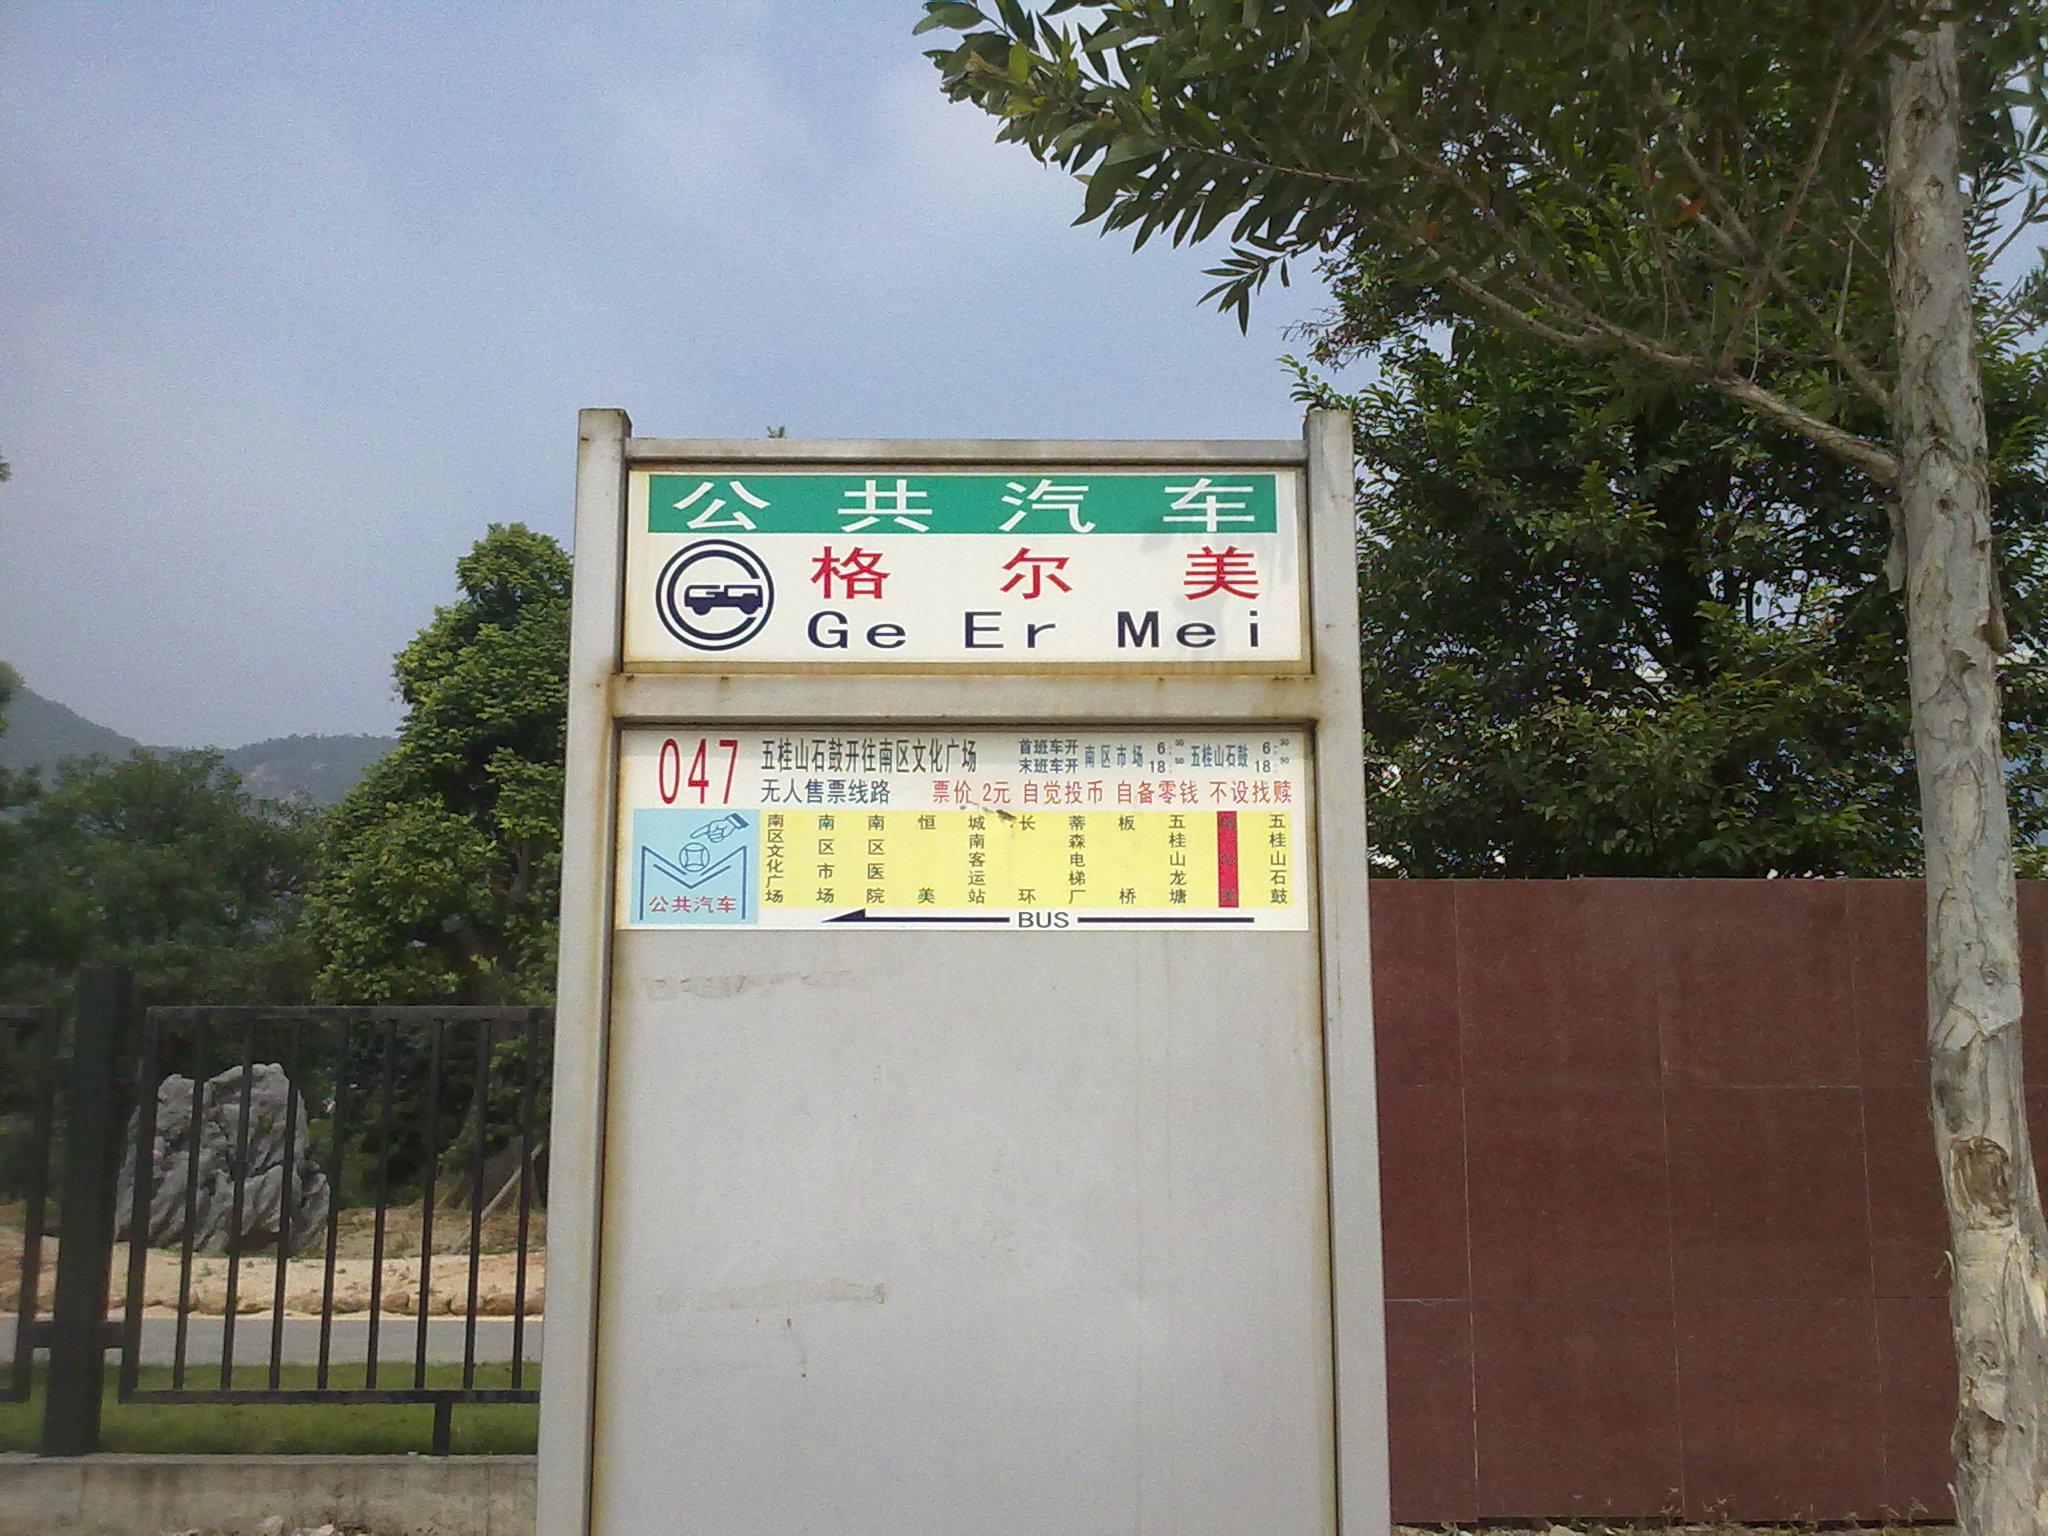 公共汽车
格尔美
Ge Er Mei
047
五桂山石鼓开往南区文化广场
首班车开 南区市场 6:30 五桂山石鼓 6:30
末班车开 18:50 18:50
无人售票线路 票价 2元 自觉投币 自备零钱 不设找赎
公共汽车
南区文化广场
南区市场
南区医院
恒美
城南客运站
长环
蒂森电梯厂
板桥
五桂山龙塘
格尔美
五桂山石鼓
BUS